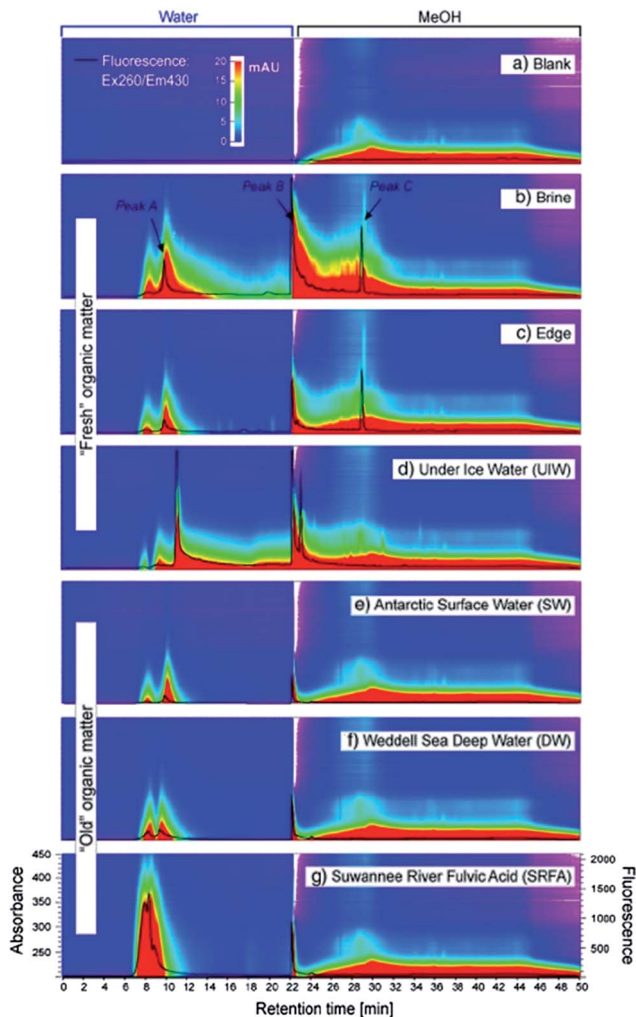 Water
MeOH
Fluorescence:
Ex260/Em430
20
15
10
5
0
mAU
a) Blank
Peak A
Peak B
Peak C
b) Brine
"Fresh" organic matter
c) Edge
d) Under Ice Water (UIW)
e) Antarctic Surface Water (SW)
"Old" organic matter
f) Weddell Sea Deep Water (DW)
g) Suwannee River Fulvic Acid (SRFA)
Absorbance
450
400
350
300
250
Fluorescence
2000
1500
1000
500
0 2 4 6 8 10 12 14 16 18 20 22 24 26 28 30 32 34 36 38 40 42 44 46 48 50
Retention time [min]